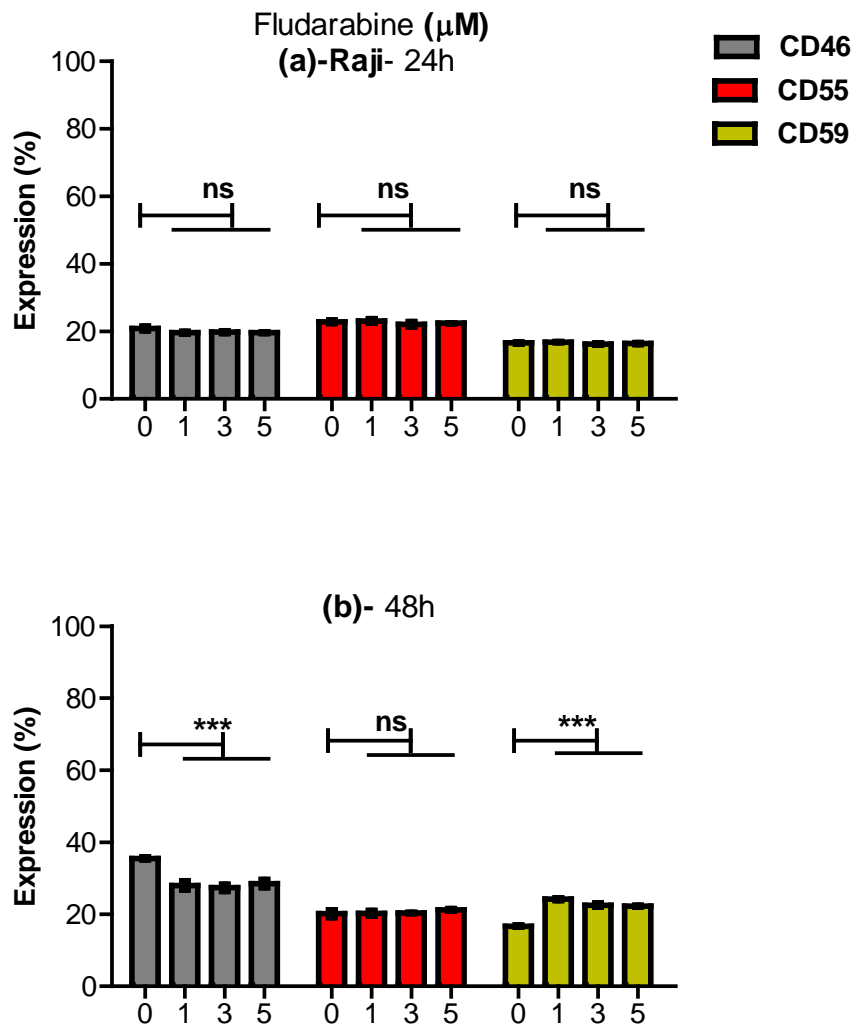 Fludarabine (μM)
(a)-Raji- 24h
CD46
CD55
CD59
Expression (%)
100
80
60
40
20
0
ns
ns
ns
0 1 3 5 0 1 3 5 0 1 3 5
(b)- 48h
Expression (%)
100
80
60
40
20
0
***
ns
***
0 1 3 5 0 1 3 5 0 1 3 5